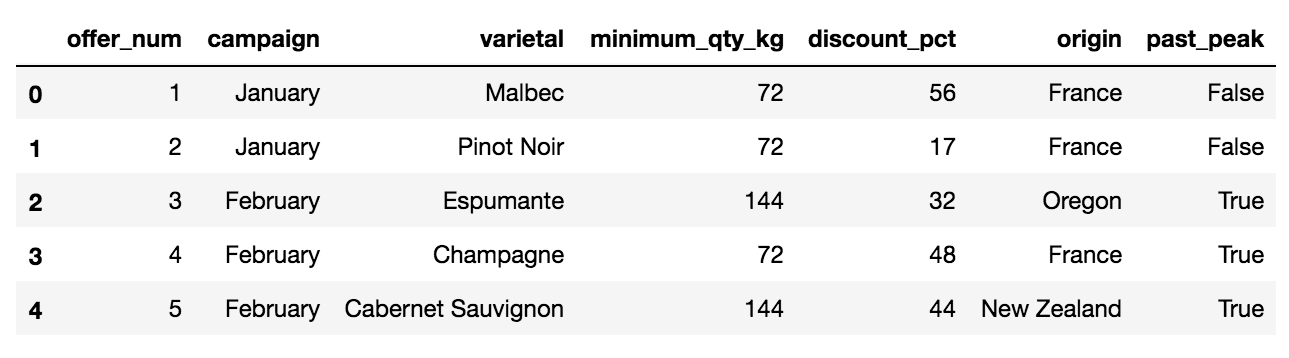 offer_num campaign varietal minimum_qty_kg discount_pct origin past_peak
0 1 January Malbec 72 56 France False
1 2 January Pinot Noir 72 17 France False
2 3 February Espumante 144 32 Oregon True
3 4 February Champagne 72 48 France True
4 5 February Cabernet Sauvignon 144 44 New Zealand True